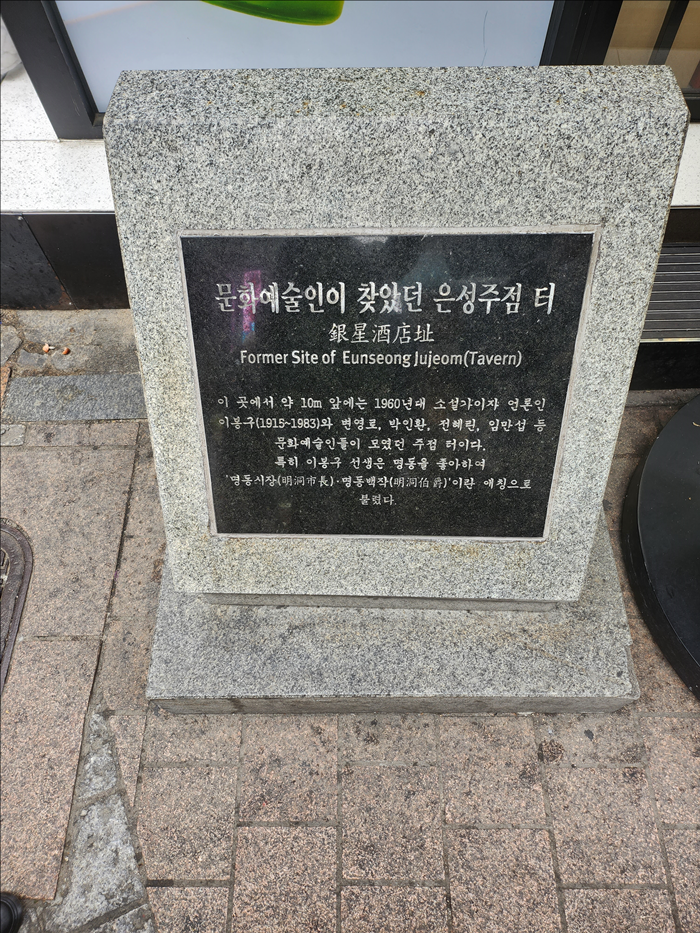 문화예술인이 찾았던 은성주점 터
銀星酒店址
Former Site of Eunseong Jujeom(Tavern)
이 곳에서 약 10m 앞에는 1960년대 소설가이자 언론인
이봉구(1915~1983)와 변영로, 박인환, 전혜린, 임만섭 등
문화예술인들이 모였던 주점 터이다.
특히 이봉구 선생은 명동을 좋아하여
'명동시장(明洞市長)·명동백작(明洞伯爵)'이란 애칭으로
불렸다.